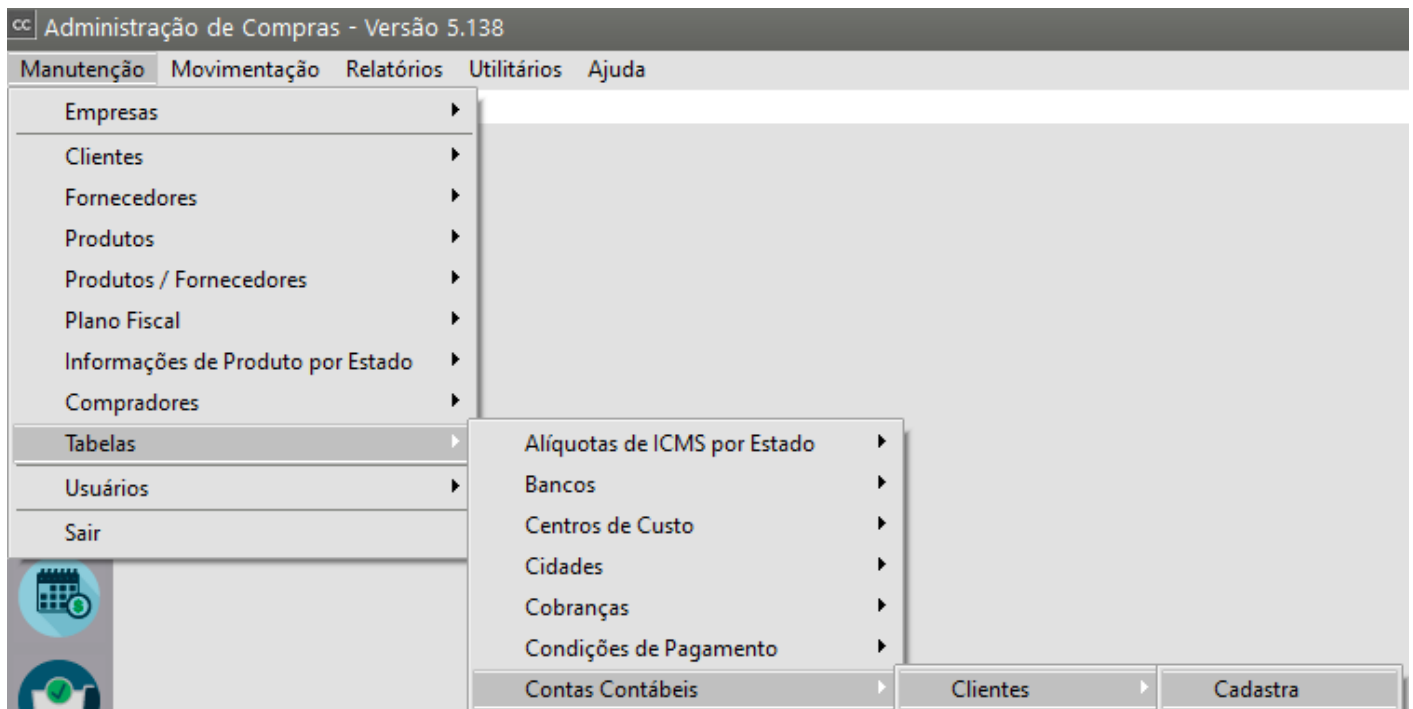 cc Administração de Compras - Versão 5.138
Manutenção Movimentação Relatórios Utilitários Ajuda
Empresas
Clientes
Fornecedores
Produtos
Produtos / Fornecedores
Plano Fiscal
Informações de Produto por Estado
Compradores
Tabelas
Usuários
Sair
Alíquotas de ICMS por Estado
Bancos
Centros de Custo
Cidades
Cobranças
Condições de Pagamento
Contas Contábeis
Clientes
Cadastra
$